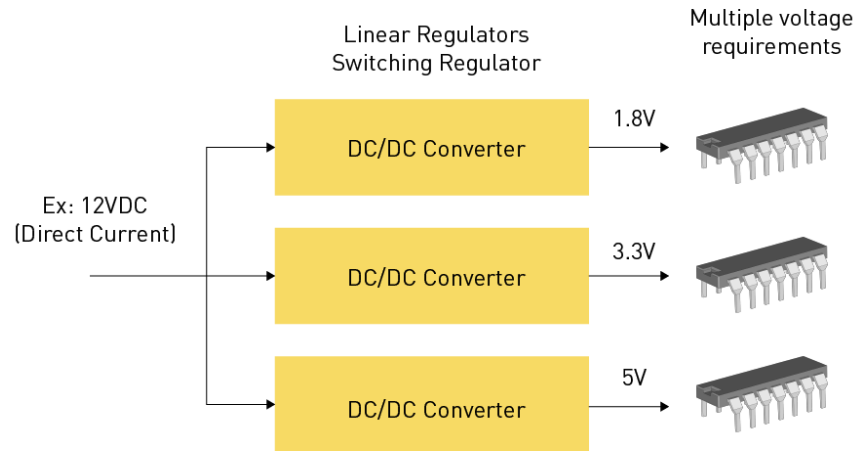 Linear Regulators
Switching Regulator
Multiple voltage
requirements
Ex: 12VDC
(Direct Current)
DC/DC Converter
1.8V
DC/DC Converter
3.3V
DC/DC Converter
5V